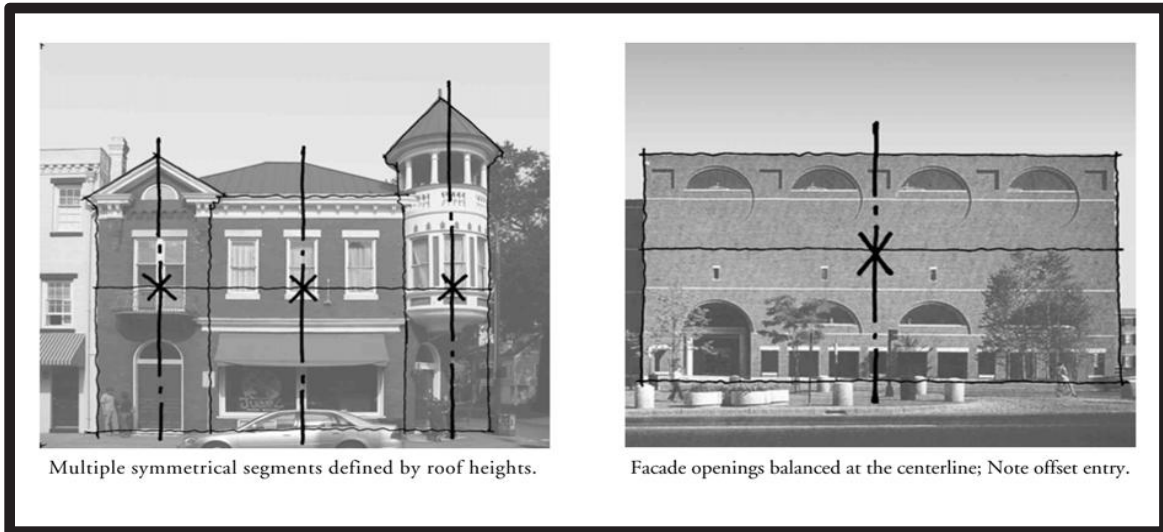 Multiple symmetrical segments defined by roof heights.
Facade openings balanced at the centerline; Note offset entry.